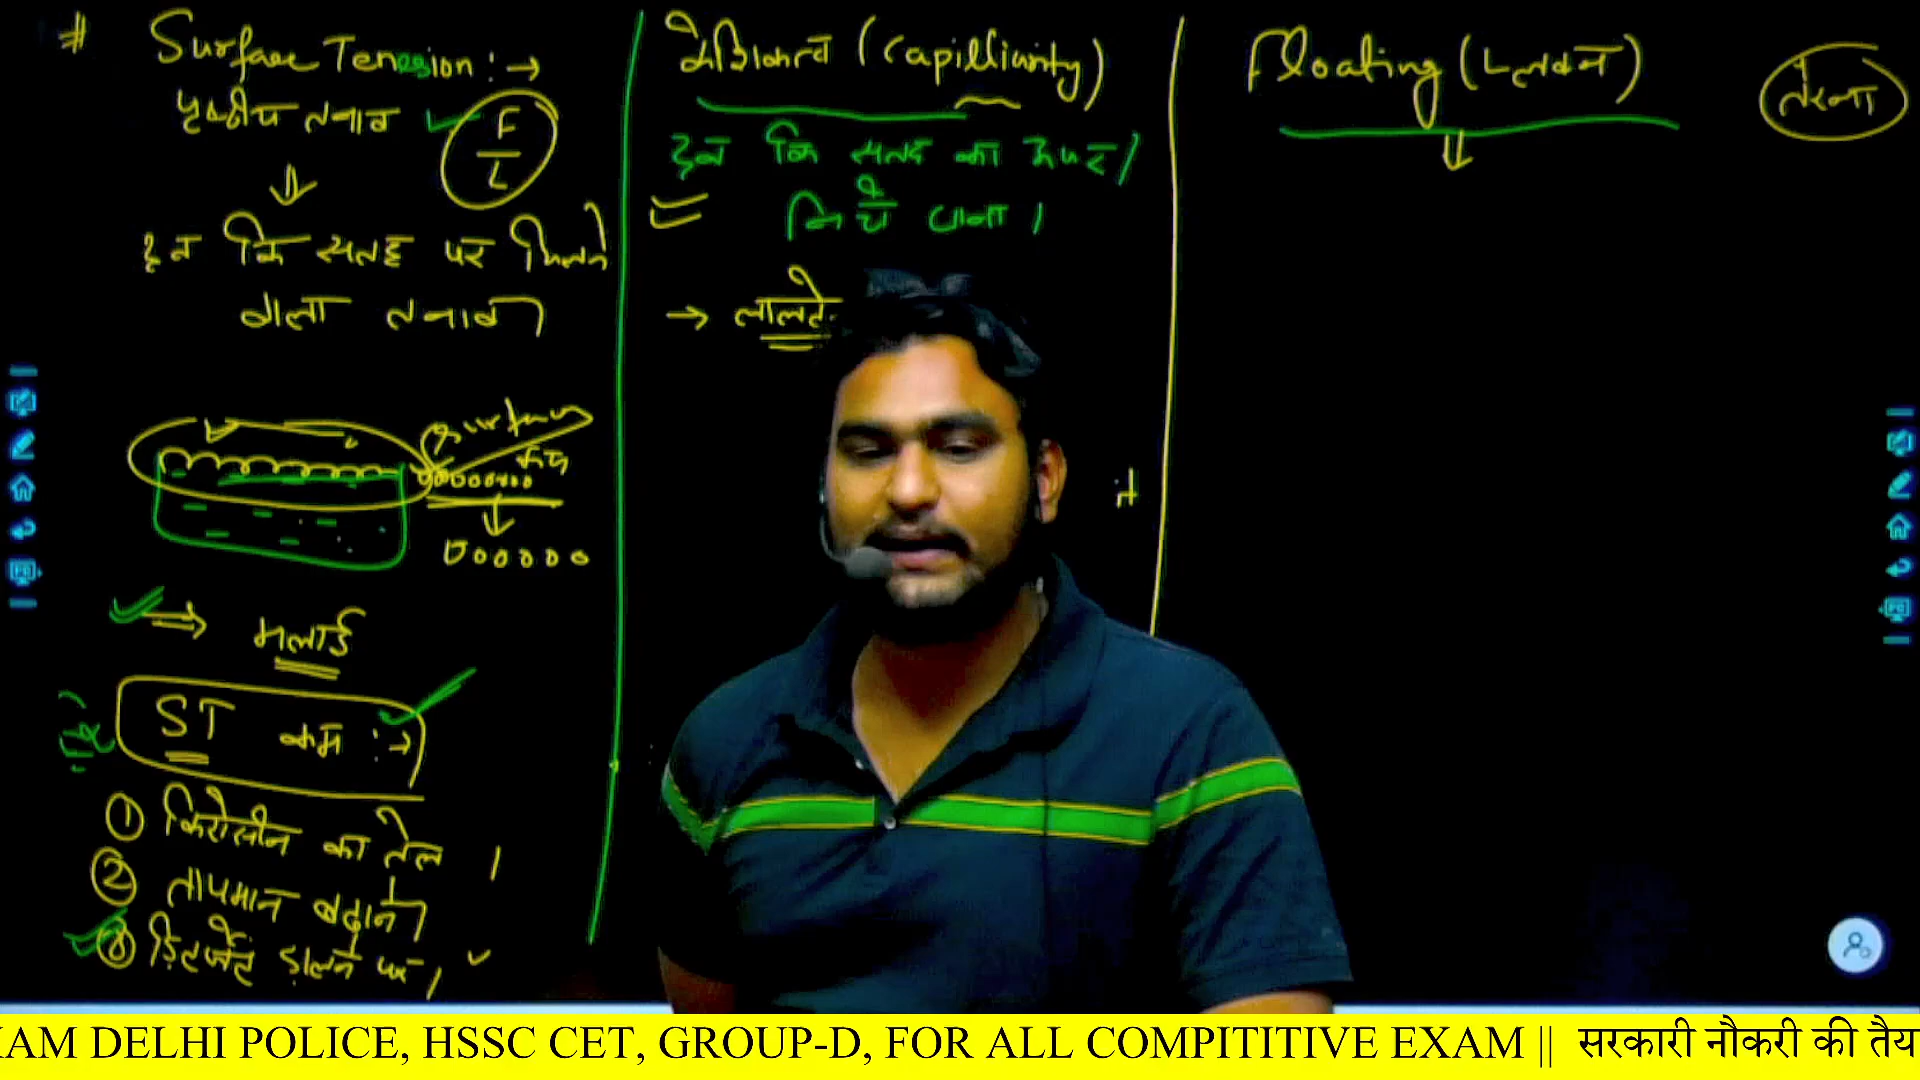 # Surface Tension :→
पृष्ठीय तनाव
F
L
द्रव कि सतह पर मिलने
वाला तनाव
Surface
000000
⇒ मलाई
ST कम :→
① किरोसीन का तेल ।
② तापमान बढ़ाने
③ डिटर्जेंट डालने पर ।
केशिकत्व (Capillarity)
द्रव कि सतह का ऊपर /
निचे जाना ।
→ लालटे
Floating (प्लवन)
तैरना
XAM DELHI POLICE, HSSC CET, GROUP-D, FOR ALL COMPITITIVE EXAM || सरकारी नौकरी की तैय